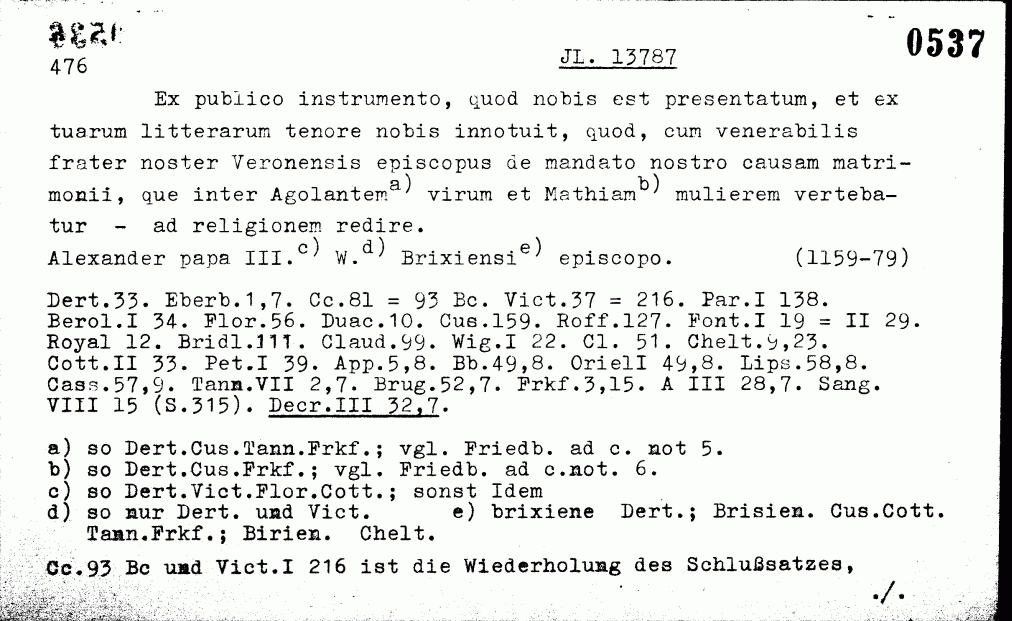 0537
476
JL. 13787
Ex publico instrumento, quod nobis est presentatum, et ex
tuarum litterarum tenore nobis innotuit, quod, cum venerabilis
frater noster Veronensis episcopus de mandato nostro causam matri-
monii, que inter Agolantem a) virum et Mathiam b) mulierem verteba-
tur - ad religionem redire.
Alexander papa III. c) W. d) Brixiensi e) episcopo. (1159-79)
Dert.33. Eberb.1,7. Cc.81 = 93 Bc. Vict.37 = 216. Par.I 138.
Berol.I 34. Flor.56. Duac.10. Cus.159. Roff.127. Font.I 19 = II 29.
Royal 12. Bridl.111. Claud.99. Wig.I 22. Cl. 51. Chelt.9,23.
Cott.II 33. Pet.I 39. App.5,8. Bb.49,8. OrielI 49,8. Lips.58,8.
Cass.57,9. Tann.VII 2,7. Brug.52,7. Frkf.3,15. A III 28,7. Sang.
VIII 15 (S.315). Decr.III 32,7.
a) so Dert.Cus.Tann.Frkf.; vgl. Friedb. ad c. not 5.
b) so Dert.Cus.Frkf.; vgl. Friedb. ad c.not. 6.
c) so Dert.Vict.Flor.Cott.; sonst Idem
d) so nur Dert. und Vict. e) brixiene Dert.; Brisien. Cus.Cott.
Tann.Frkf.; Birien. Chelt.
Cc.93 Bc und Vict.I 216 ist die Wiederholung des Schlußsatzes,
./.